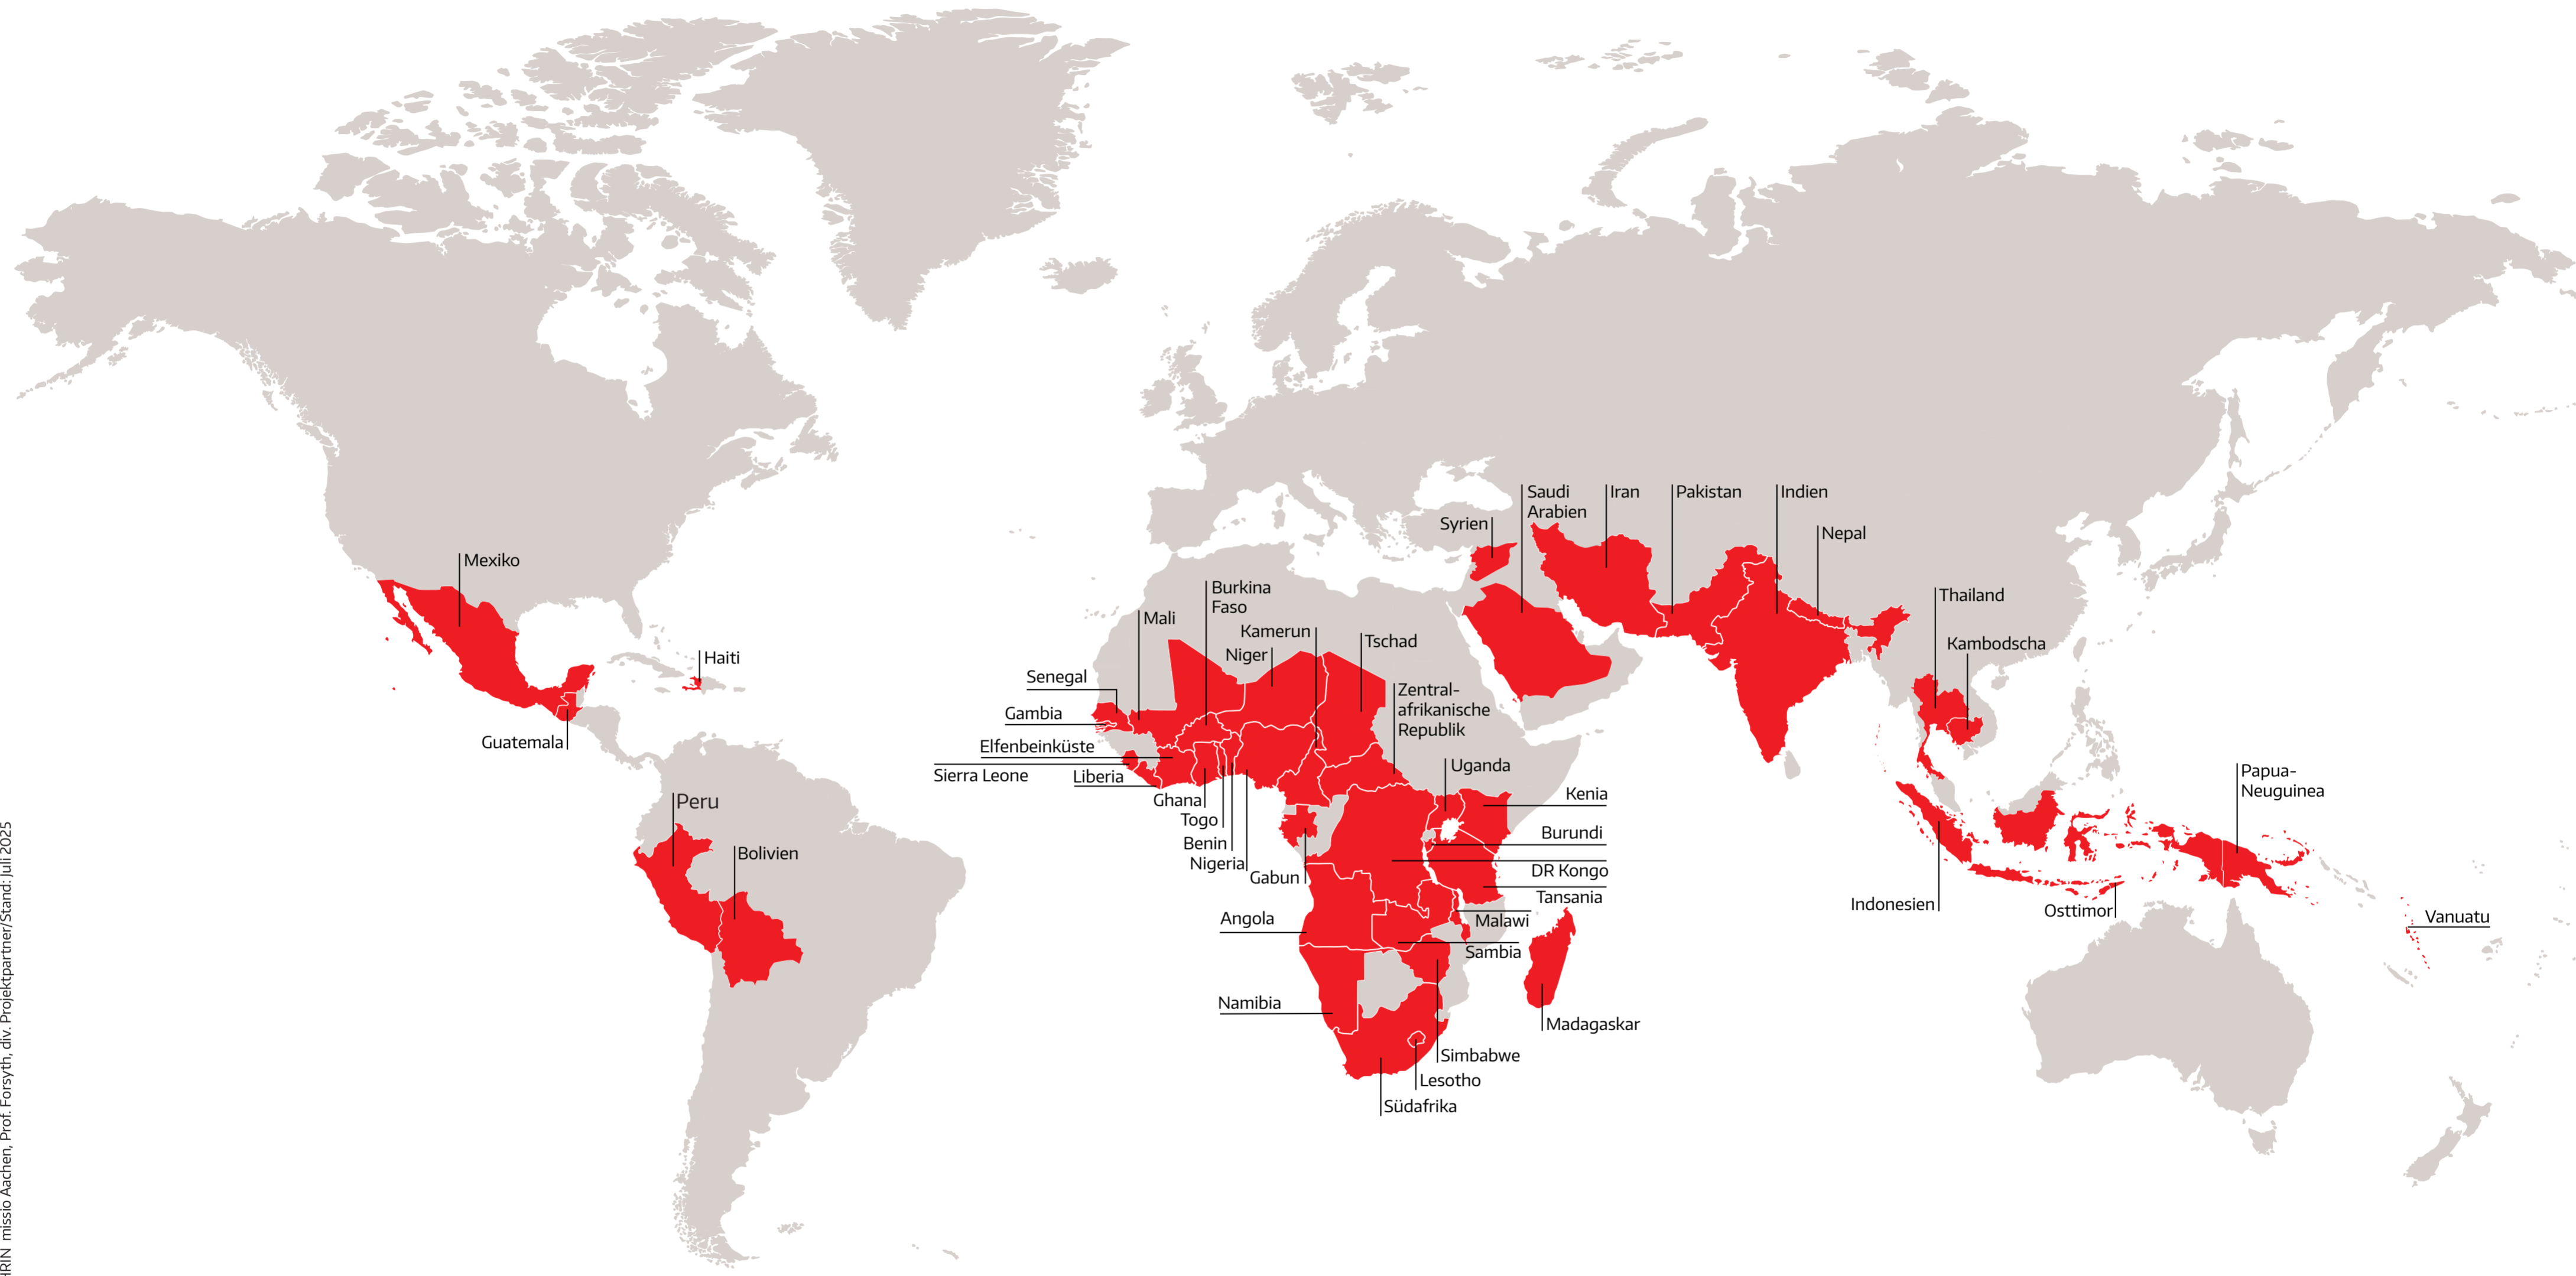 Mexiko
Haiti
Guatemala
Peru
Bolivien
Senegal
Gambia
Elfenbeinküste
Sierra Leone
Liberia
Mali
Burkina
Faso
Kamerun
Niger
Tschad
Zentral-
afrikanische
Republik
Ghana
Togo
Benin
Nigeria
Gabun
Uganda
Kenia
Burundi
DR Kongo
Tansania
Malawi
Sambia
Angola
Namibia
Madagaskar
Simbabwe
Lesotho
Südafrika
Syrien
Saudi
Arabien
Iran
Pakistan
Indien
Nepal
Thailand
Kambodscha
Indonesien
Osttimor
Papua-
Neuguinea
Vanuatu
missio Aachen, Prof. Forsyth, div. Projektpartner/Stand: Juli 2025